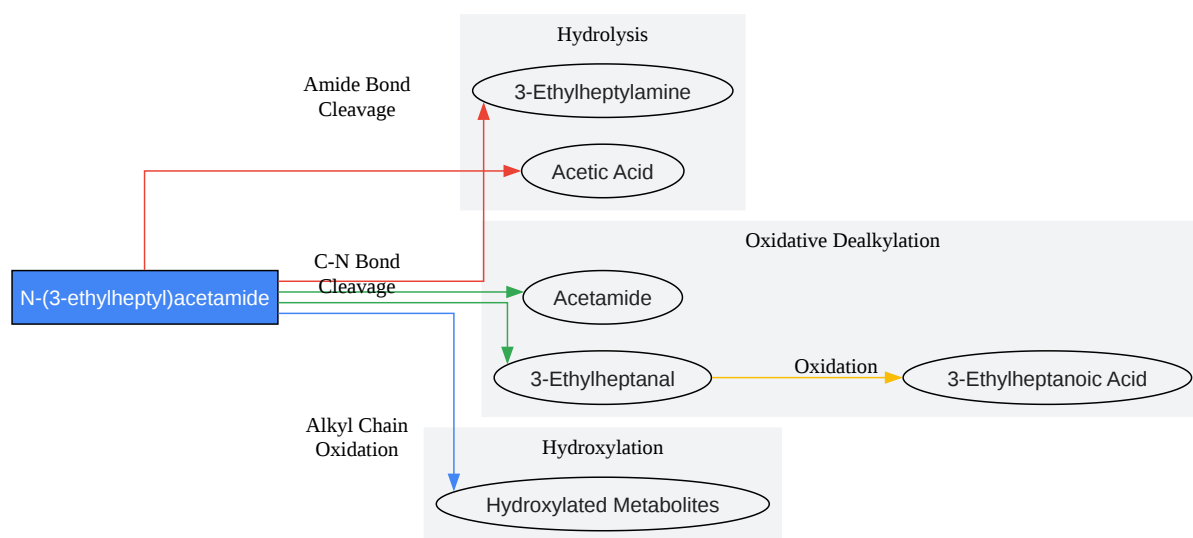 Hydrolysis
Amide Bond
Cleavage
3-Ethylheptylamine
Acetic Acid
Oxidative Dealkylation
C-N Bond
Cleavage
N-(3-ethylheptyl)acetamide
Acetamide
3-Ethylheptanal
Oxidation
3-Ethylheptanoic Acid
Alkyl Chain
Oxidation
Hydroxylation
Hydroxylated Metabolites